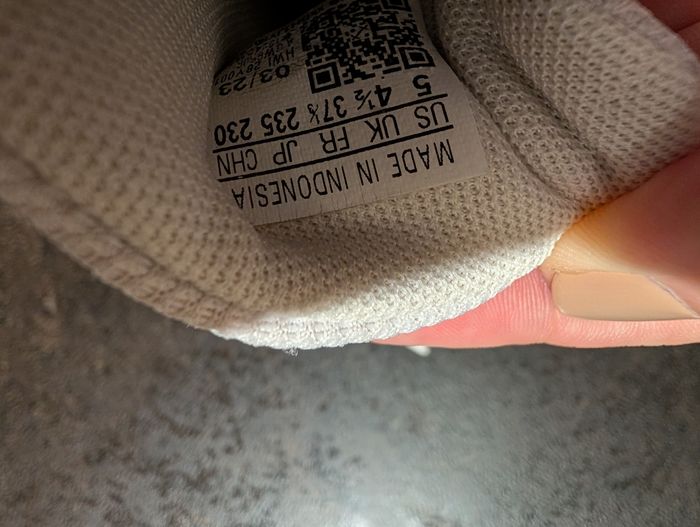 MADE IN INDONESIA
US UK FR JP CHN
5 4½ 37⅓ 235 230
03/23